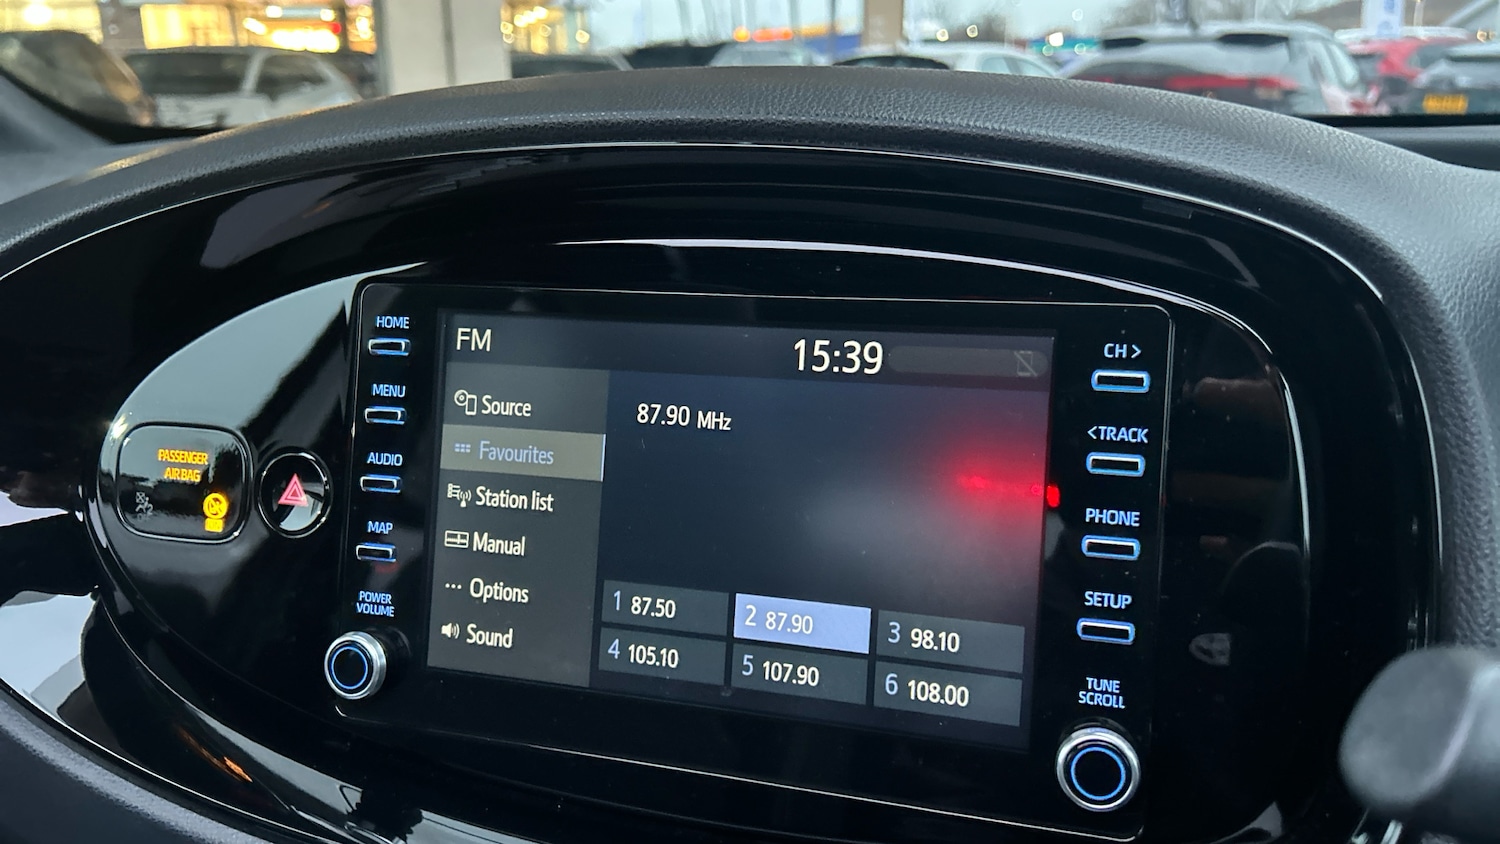 HOME
MENU
AUDIO
MAP
POWER
VOLUME
PASSENGER
AIRBAG
FM
15:39
Source
Favourites
Station list
Manual
Options
Sound
87.90 MHz
1 87.50
2 87.90
3 98.10
4 105.10
5 107.90
6 108.00
CH >
< TRACK
PHONE
SETUP
TUNE
SCROLL